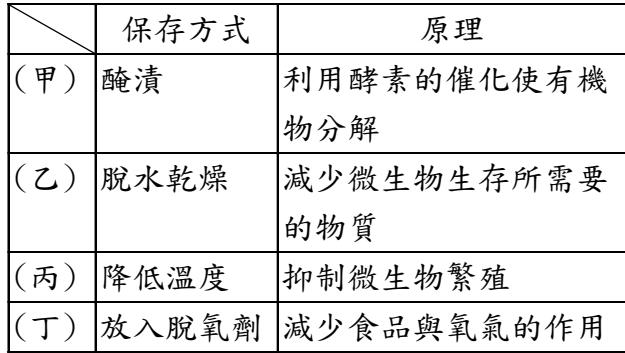 保存方式 原理
(甲) 醃漬 利用酵素的催化使有機
物分解
(乙) 脫水乾燥 減少微生物生存所需要
的物質
(丙) 降低溫度 抑制微生物繁殖
(丁) 放入脫氧劑 減少食品與氧氣的作用